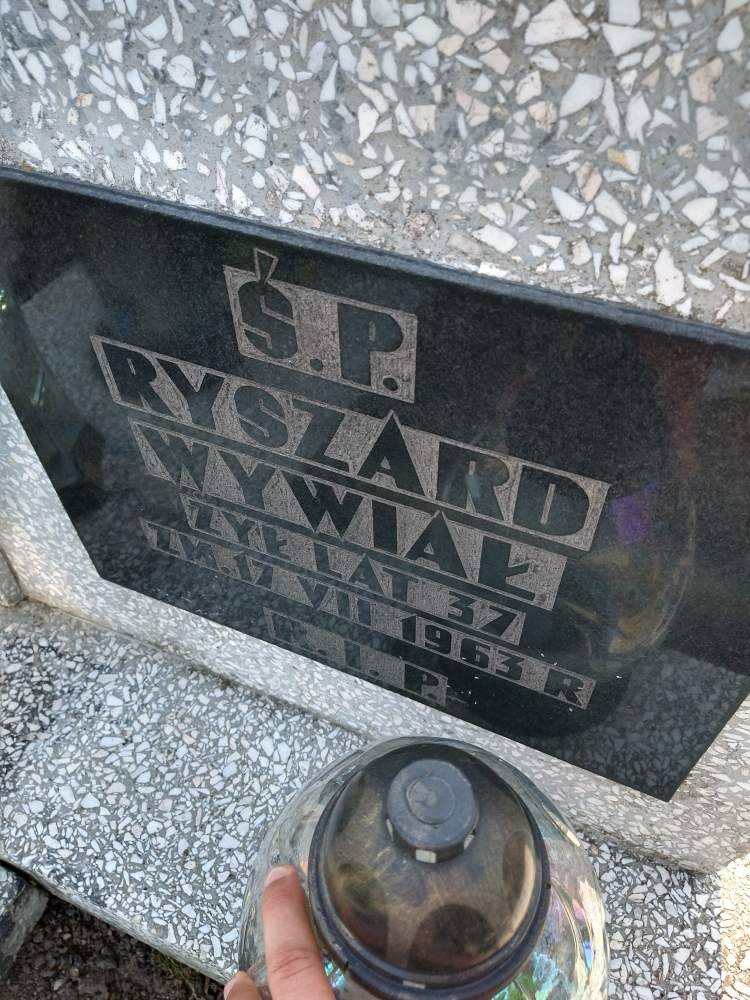 Ś.P.
RYSZARD
WYWIAŁ
ŻYŁ LAT 37
ZM 17 VII 1963 R
R. I. P.